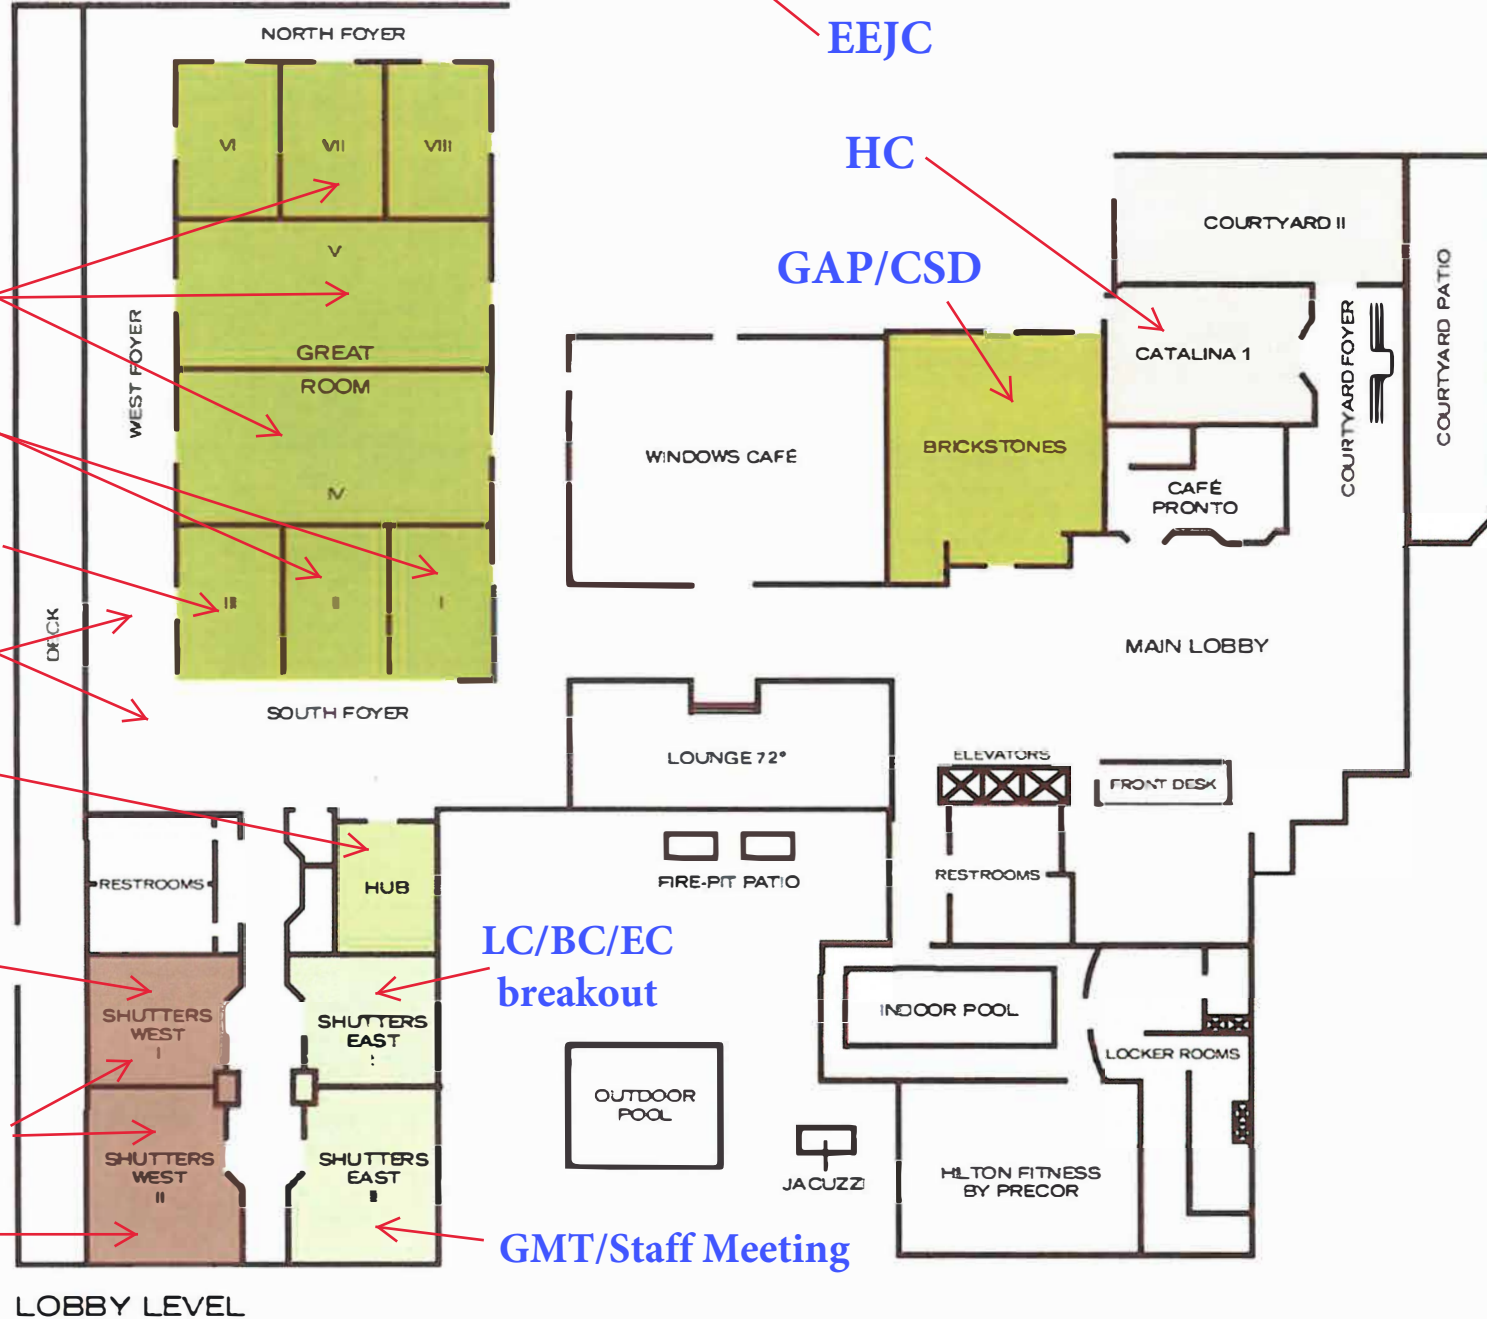 NORTH FOYER
EEJC
VI
VII
VIII
HC
COURTYARD II
V
GAP/CSD
COURTYARD PATIO
WEST FOYER
GREAT
ROOM
CATALINA 1
COURTYARD FOYER
WINDOWS CAFÉ
BRICKSTONES
IV
CAFÉ
PRONTO
III
II
I
DECK
MAIN LOBBY
SOUTH FOYER
LOUNGE 72°
ELEVATORS
FRONT DESK
RESTROOMS
HUB
FIRE-PIT PATIO
RESTROOMS
LC/BC/EC
breakout
SHUTTERS
WEST
I
SHUTTERS
EAST
INDOOR POOL
LOCKER ROOMS
OUTDOOR
POOL
SHUTTERS
WEST
II
SHUTTERS
EAST
II
JACUZZI
HILTON FITNESS
BY PRECOR
GMT/Staff Meeting
LOBBY LEVEL